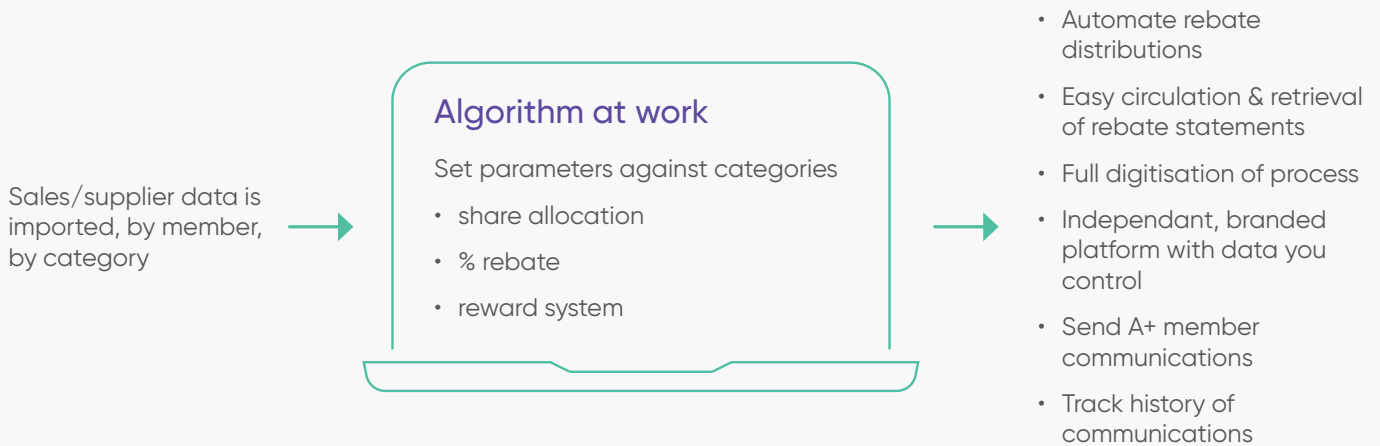 Sales/supplier data is
imported, by member,
by category
Algorithm at work
Set parameters against categories
• share allocation
• % rebate
• reward system
• Automate rebate
distributions
• Easy circulation & retrieval
of rebate statements
• Full digitisation of process
• Independant, branded
platform with data you
control
• Send A+ member
communications
• Track history of
communications